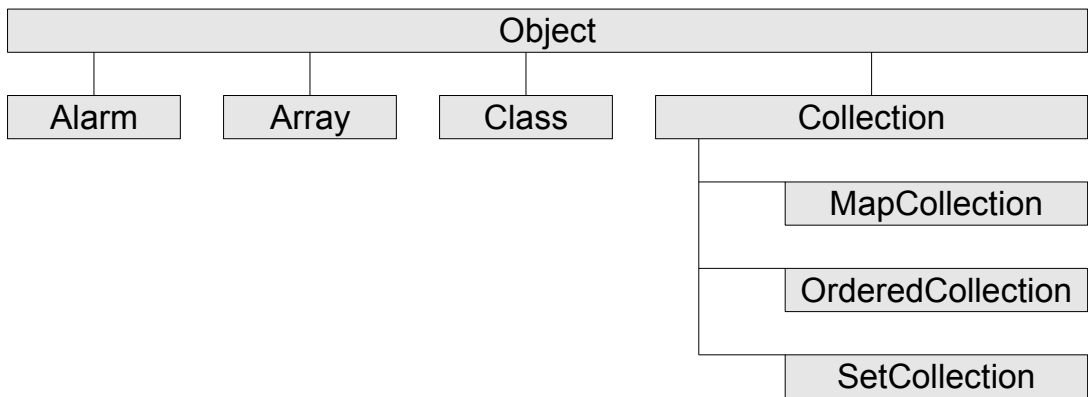 Object
Alarm
Array
Class
Collection
MapCollection
OrderedCollection
SetCollection